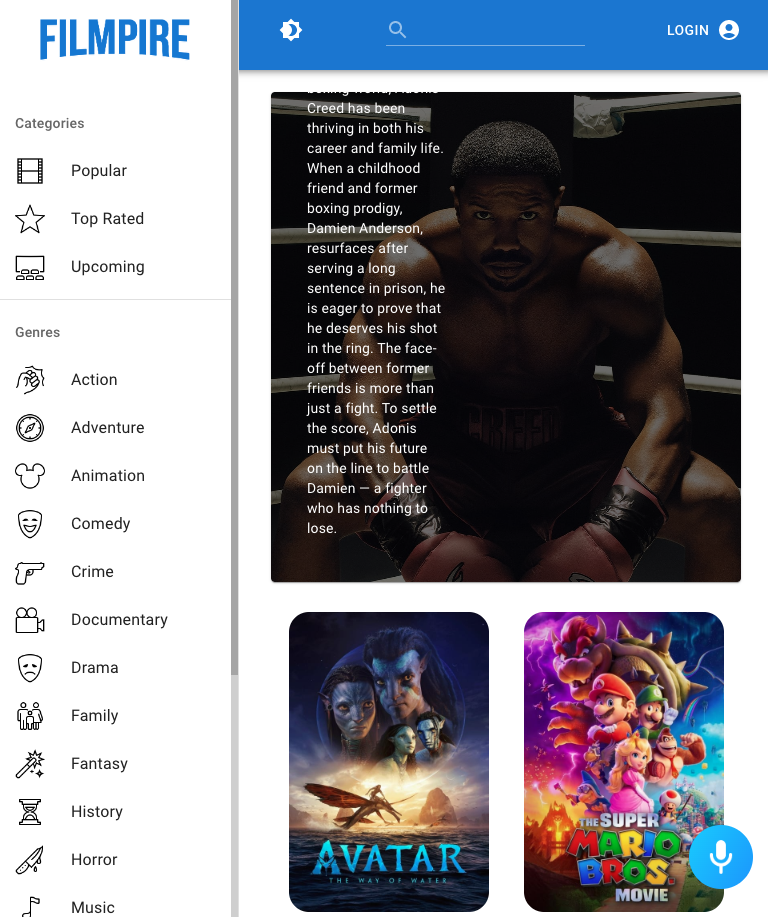 FILMPIRE
LOGIN
Categories
Popular
Top Rated
Upcoming
Genres
Action
Adventure
Animation
Comedy
Crime
Documentary
Drama
Family
Fantasy
History
Horror
Music
Creed has been
thriving in both his
career and family life.
When a childhood
friend and former
boxing prodigy,
Damien Anderson,
resurfaces after
serving a long
sentence in prison, he
is eager to prove that
he deserves his shot
in the ring. The face-
off between former
friends is more than
just a fight. To settle
the score, Adonis
must put his future
on the line to battle
Damien — a fighter
who has nothing to
lose.
CREED
AVATAR
THE WAY OF WATER
THE SUPER
MARIO
BROS.
MOVIE